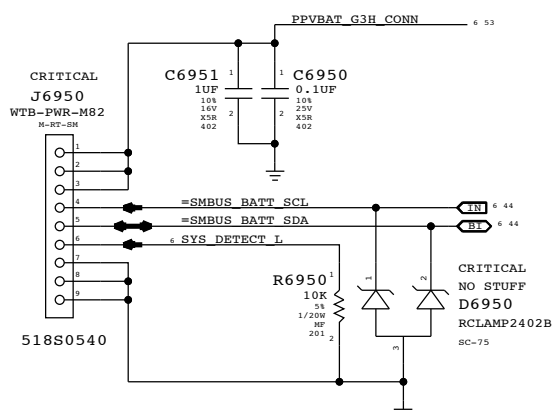 PPVBAT_G3H_CONN
6 53
CRITICAL
J6950
WTB-PWR-M82
M-RT-SM
C6951
1UF
10%
16V
X5R
402
1
2
C6950
0.1UF
10%
25V
X5R
402
1
2
1
2
3
4
5
6
7
8
9
=SMBUS_BATT_SCL
IN
6 44
=SMBUS_BATT_SDA
BI
6 44
6 SYS_DETECT_L
R6950
10K
5%
1/20W
MF
201
1
2
1
2
3
CRITICAL
NO STUFF
D6950
RCLAMP2402B
SC-75
518S0540